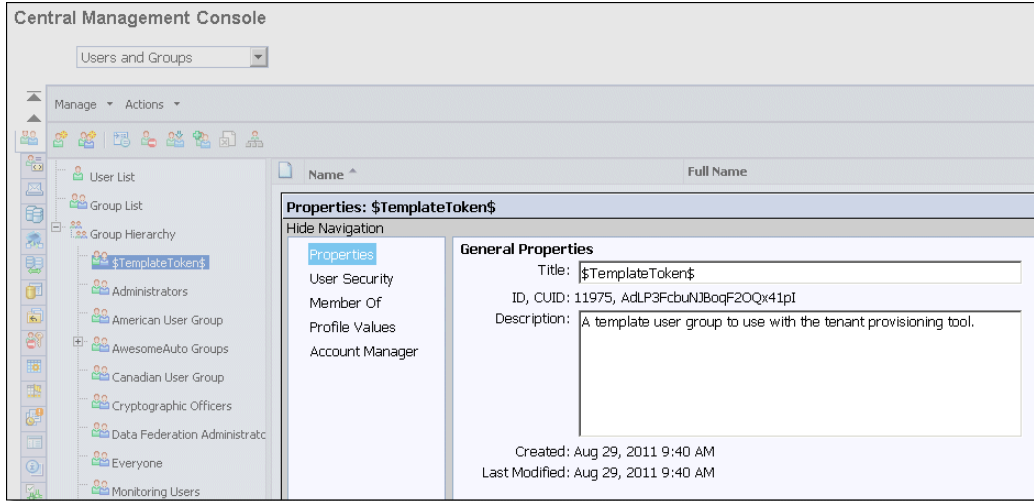 Central Management Console
Users and Groups
Manage Actions
User List
Group List
Group Hierarchy
$TemplateToken$
Administrators
American User Group
AwesomeAuto Groups
Canadian User Group
Cryptographic Officers
Data Federation Administratc
Everyone
Monitoring Users
Name Full Name
Properties: $TemplateToken$
Hide Navigation
Properties
User Security
Member Of
Profile Values
Account Manager
General Properties
Title: $TemplateToken$
ID, CUID: 11975, AdLP3FcbuNJBoqF2OQx41pI
Description: A template user group to use with the tenant provisioning tool.
Created: Aug 29, 2011 9:40 AM
Last Modified: Aug 29, 2011 9:40 AM